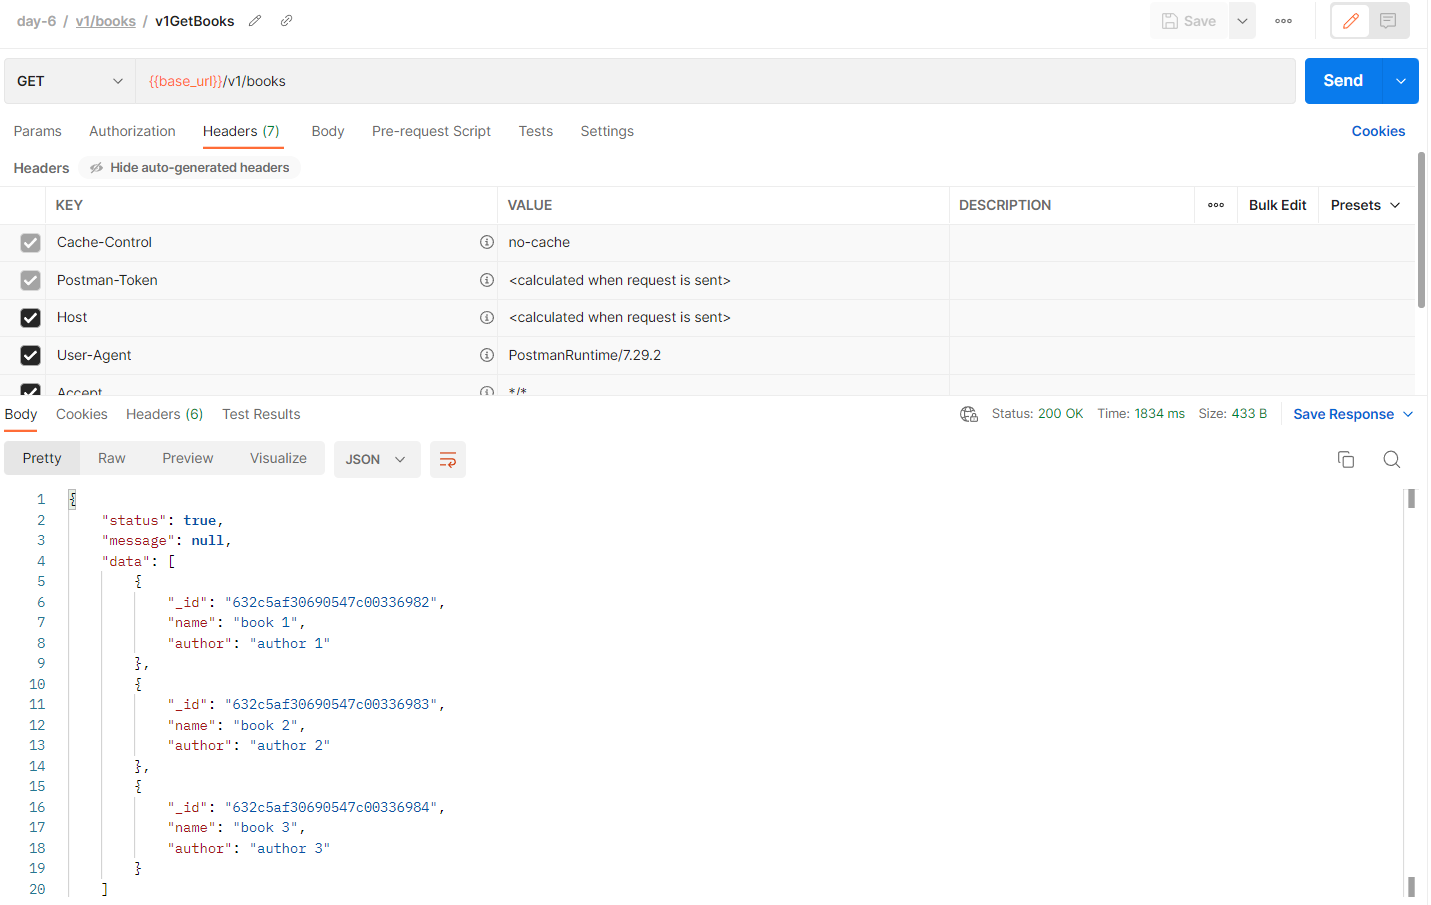 day-6 / v1/books / v1GetBooks
Save
GET {{base_url}}/v1/books Send
Params Authorization Headers (7) Body Pre-request Script Tests Settings Cookies
Headers Hide auto-generated headers
KEY VALUE DESCRIPTION Bulk Edit Presets
Cache-Control no-cache
Postman-Token <calculated when request is sent>
Host <calculated when request is sent>
User-Agent PostmanRuntime/7.29.2
Accept */*
Body Cookies Headers (6) Test Results Status: 200 OK Time: 1834 ms Size: 433 B Save Response
Pretty Raw Preview Visualize JSON
1 {
2 "status": true,
3 "message": null,
4 "data": [
5 {
6 "_id": "632c5af30690547c00336982",
7 "name": "book 1",
8 "author": "author 1"
9 },
10 {
11 "_id": "632c5af30690547c00336983",
12 "name": "book 2",
13 "author": "author 2"
14 },
15 {
16 "_id": "632c5af30690547c00336984",
17 "name": "book 3",
18 "author": "author 3"
19 }
20 ]